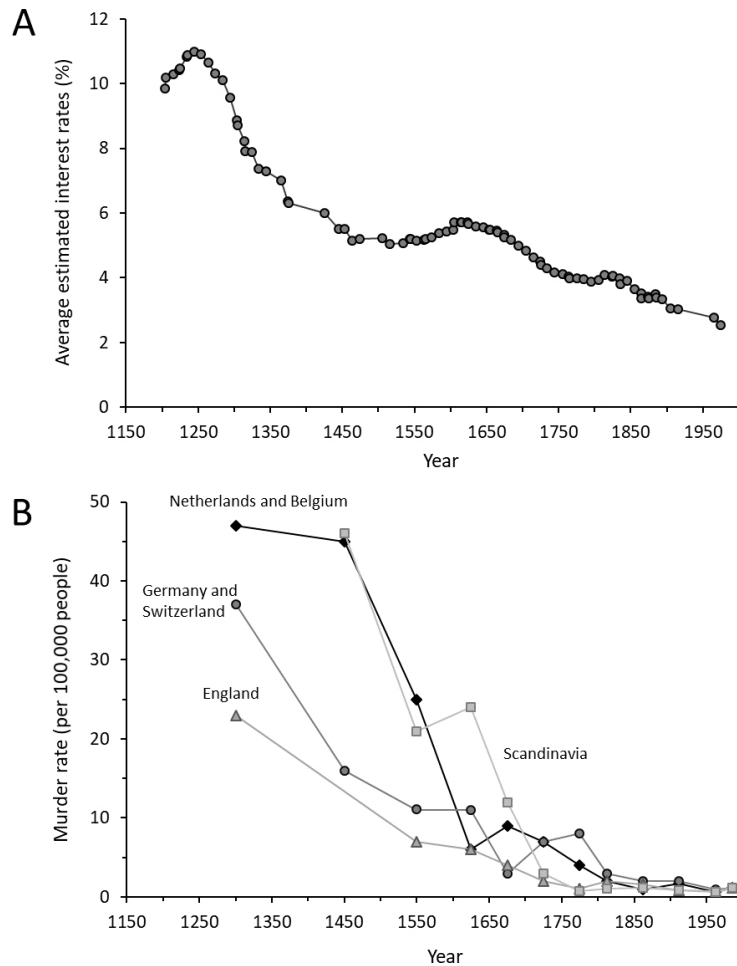 A
Average estimated interest rates (%)
12
10
8
6
4
2
0
1150 1250 1350 1450 1550 1650 1750 1850 1950
Year
B
Murder rate (per 100,000 people)
50
40
30
20
10
0
Netherlands and Belgium
Germany and
Switzerland
England
Scandinavia
1150 1250 1350 1450 1550 1650 1750 1850 1950
Year